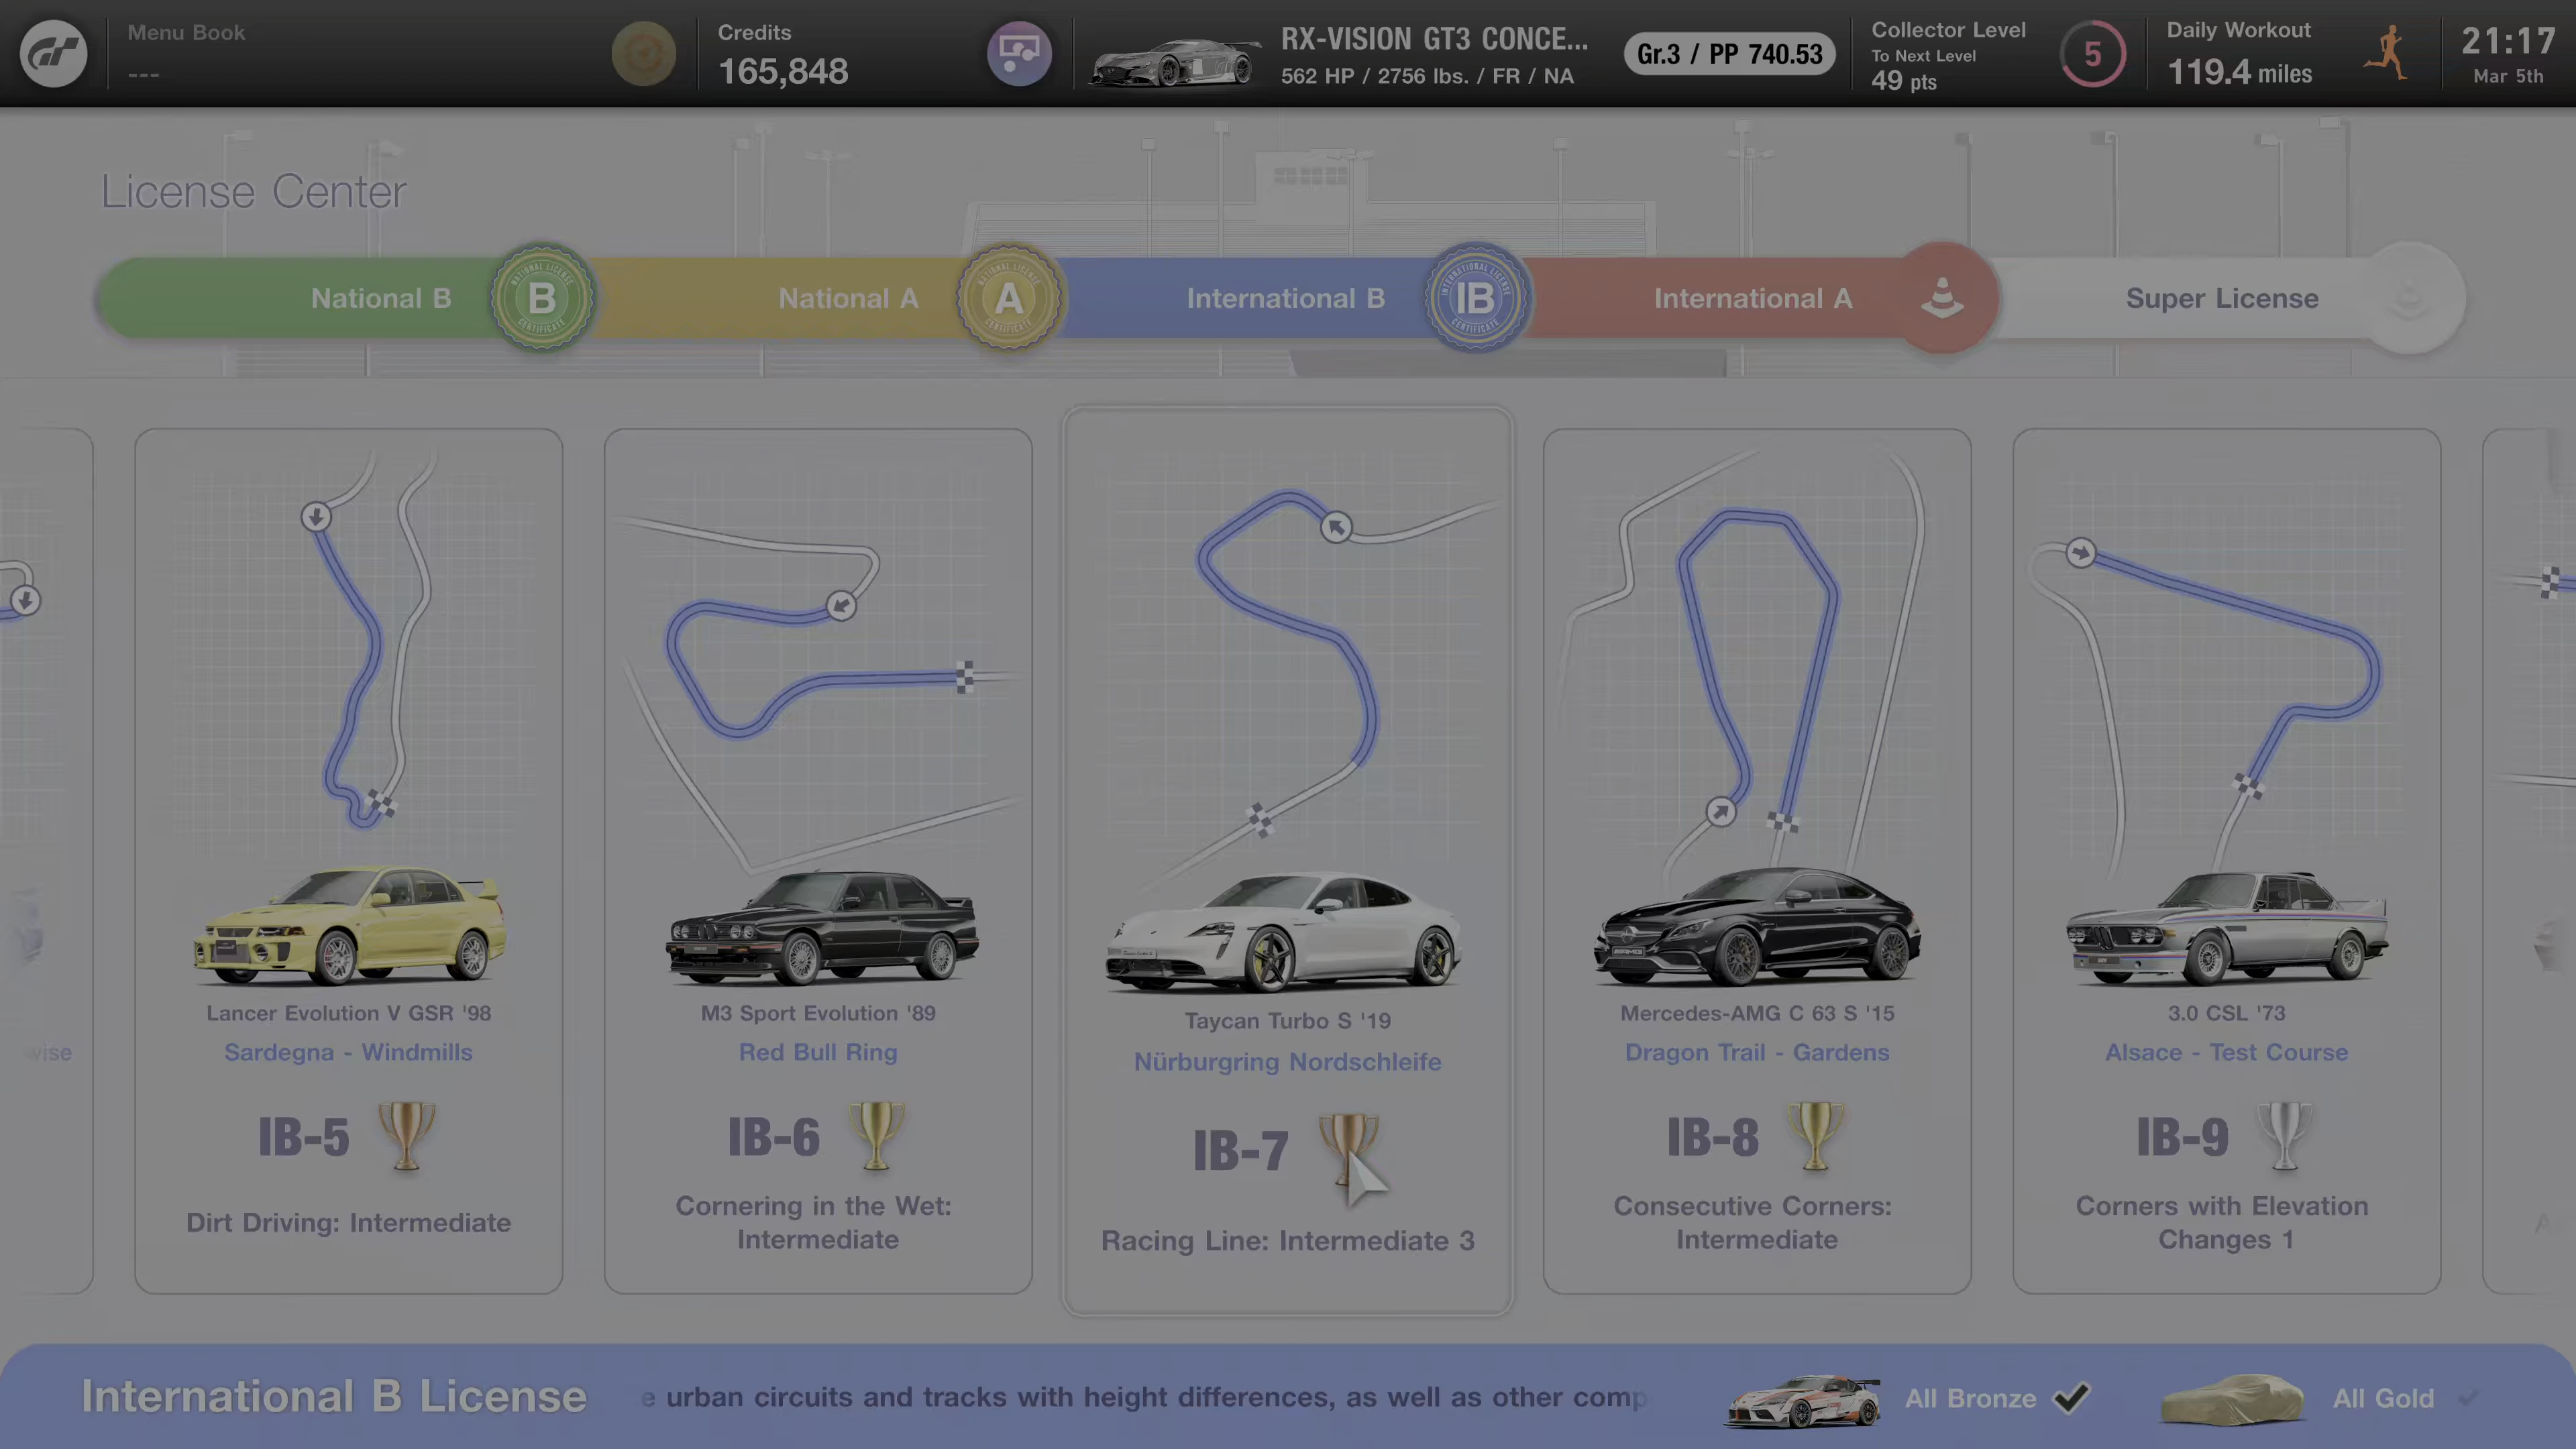 Menu Book
---
Credits
165,848
RX-VISION GT3 CONCE...
562 HP / 2756 lbs. / FR / NA
Gr.3 / PP 740.53
Collector Level
To Next Level
49 pts
5
Daily Workout
119.4 miles
21:17
Mar 5th
License Center
National B
B
National A
A
International B
IB
International A
Super License
wise
Lancer Evolution V GSR '98
Sardegna - Windmills
IB-5
Dirt Driving: Intermediate
M3 Sport Evolution '89
Red Bull Ring
IB-6
Cornering in the Wet:
Intermediate
Taycan Turbo S '19
Nürburgring Nordschleife
IB-7
Racing Line: Intermediate 3
Mercedes-AMG C 63 S '15
Dragon Trail - Gardens
IB-8
Consecutive Corners:
Intermediate
3.0 CSL '73
Alsace - Test Course
IB-9
Corners with Elevation
Changes 1
International B License
e urban circuits and tracks with height differences, as well as other comp
All Bronze
All Gold